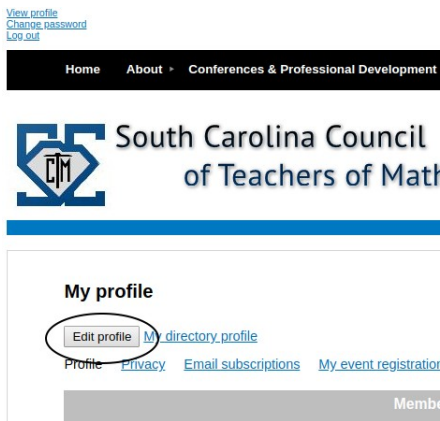 View profile
Change password
Log out
Home About Conferences & Professional Development
CTM
South Carolina Council
of Teachers of Math
My profile
Edit profile My directory profile
Profile Privacy Email subscriptions My event registration
Membe